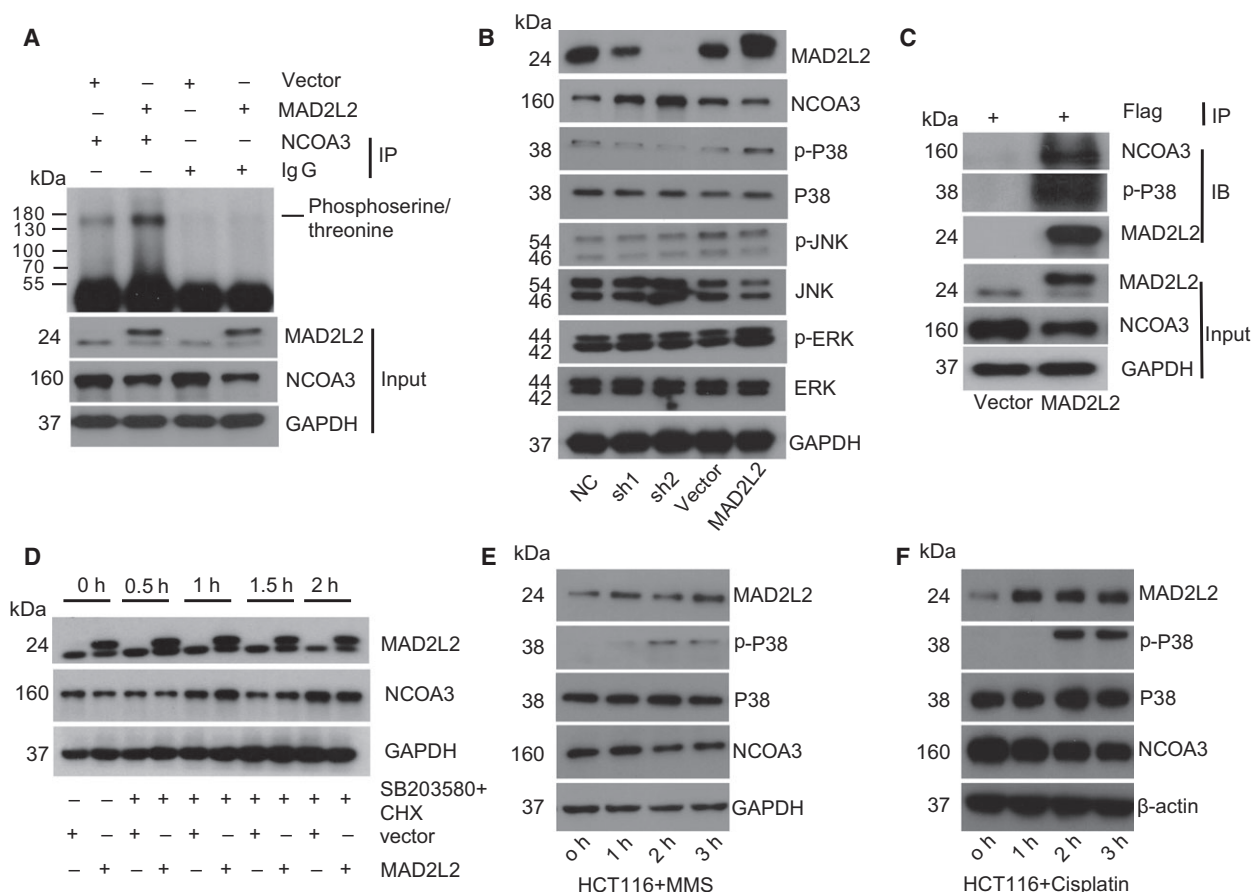 A
+ – + – Vector
– + – + MAD2L2
+ + – – NCOA3
– – + + Ig G
IP
kDa
180
130
100
70
55
Phosphoserine/
threonine
24 MAD2L2
160 NCOA3
37 GAPDH
Input
B
kDa
24 MAD2L2
160 NCOA3
38 p-P38
38 P38
54 p-JNK
46
54 JNK
46
44 p-ERK
42
44 ERK
42
37 GAPDH
NC sh1 sh2 Vector MAD2L2
C
kDa + + Flag IP
160 NCOA3
38 p-P38
24 MAD2L2
IB
24 MAD2L2
160 NCOA3
37 GAPDH
Input
Vector MAD2L2
D
0 h 0.5 h 1 h 1.5 h 2 h
kDa
24 MAD2L2
160 NCOA3
37 GAPDH
– – + + + + + + + + SB203580+
CHX
+ – + – + – + – + – vector
– + – + – + – + – + MAD2L2
E
kDa
24 MAD2L2
38 p-P38
38 P38
160 NCOA3
37 GAPDH
o h 1 h 2 h 3 h
HCT116+MMS
F
kDa
24 MAD2L2
38 p-P38
38 P38
160 NCOA3
37 β-actin
o h 1 h 2 h 3 h
HCT116+Cisplatin